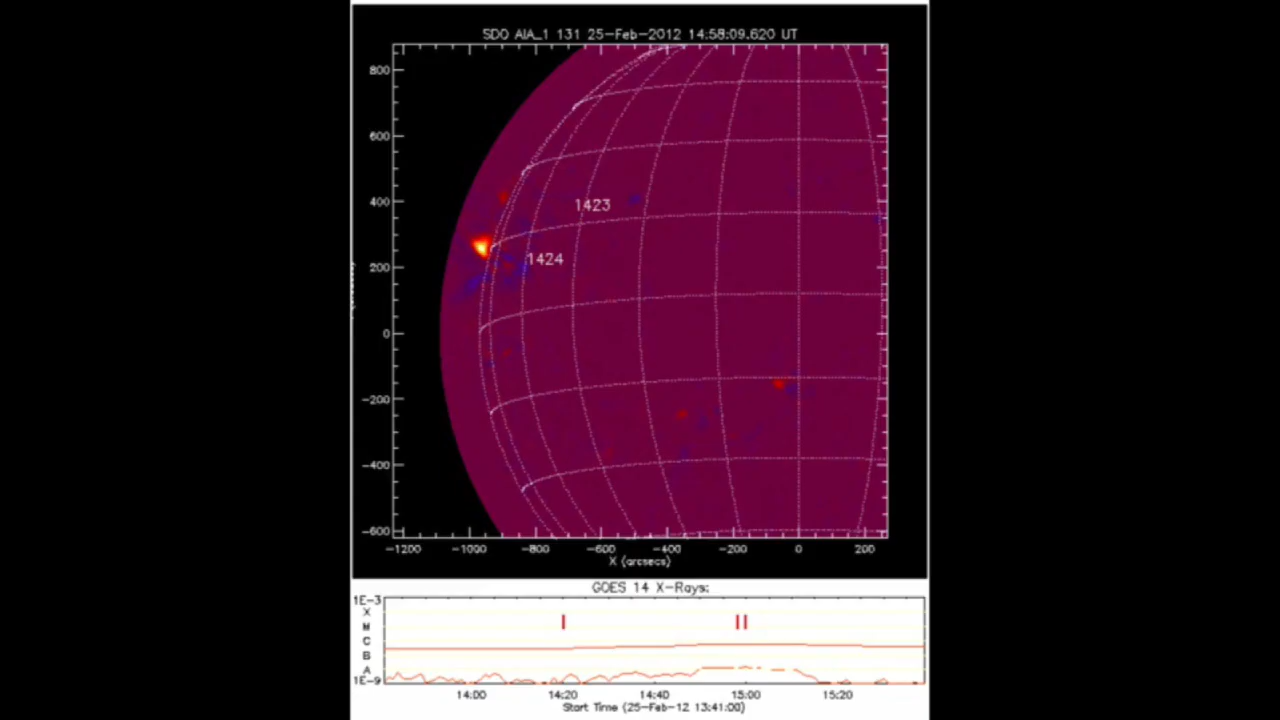 SDO AIA_1 131 25-Feb-2012 14:58:09.620 UT
800
600
400
200
0
-200
-400
-600
1423
1424
-1200 -1000 -800 -600 -400 -200 0 200
X (arcsecs)
GOES 14 X-Rays:
1E-3
X
M
C
B
A
1E-9
14:00 14:20 14:40 15:00 15:20
Start Time (25-Feb-12 13:41:00)